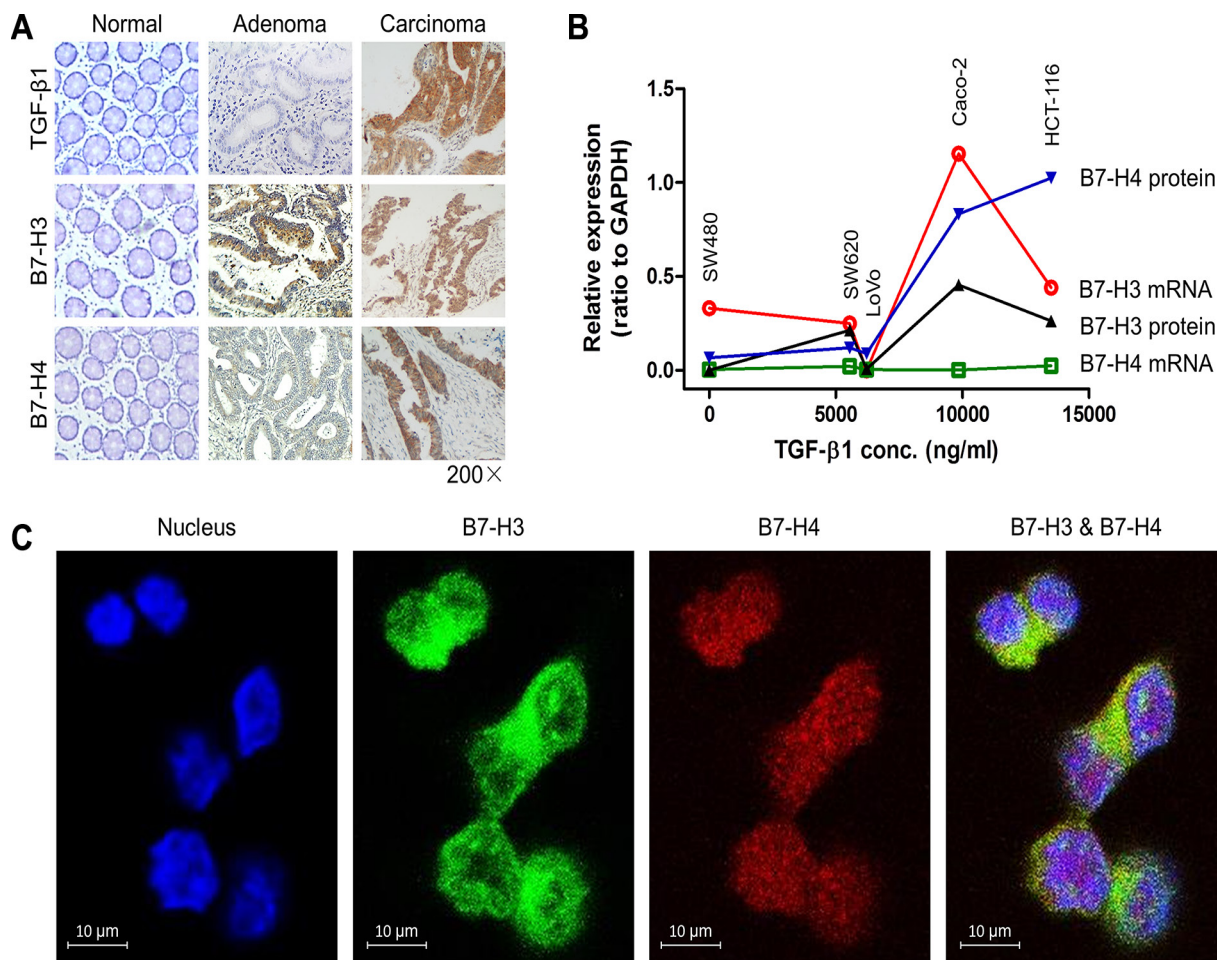 A
Normal
Adenoma
Carcinoma
TGF-β1
B7-H3
B7-H4
200×
B
Relative expression
(ratio to GAPDH)
1.5
1.0
0.5
0.0
SW480
SW620
LoVo
Caco-2
HCT-116
B7-H4 protein
B7-H3 mRNA
B7-H3 protein
B7-H4 mRNA
0
5000
10000
15000
TGF-β1 conc. (ng/ml)
C
Nucleus
B7-H3
B7-H4
B7-H3 & B7-H4
10 μm
10 μm
10 μm
10 μm